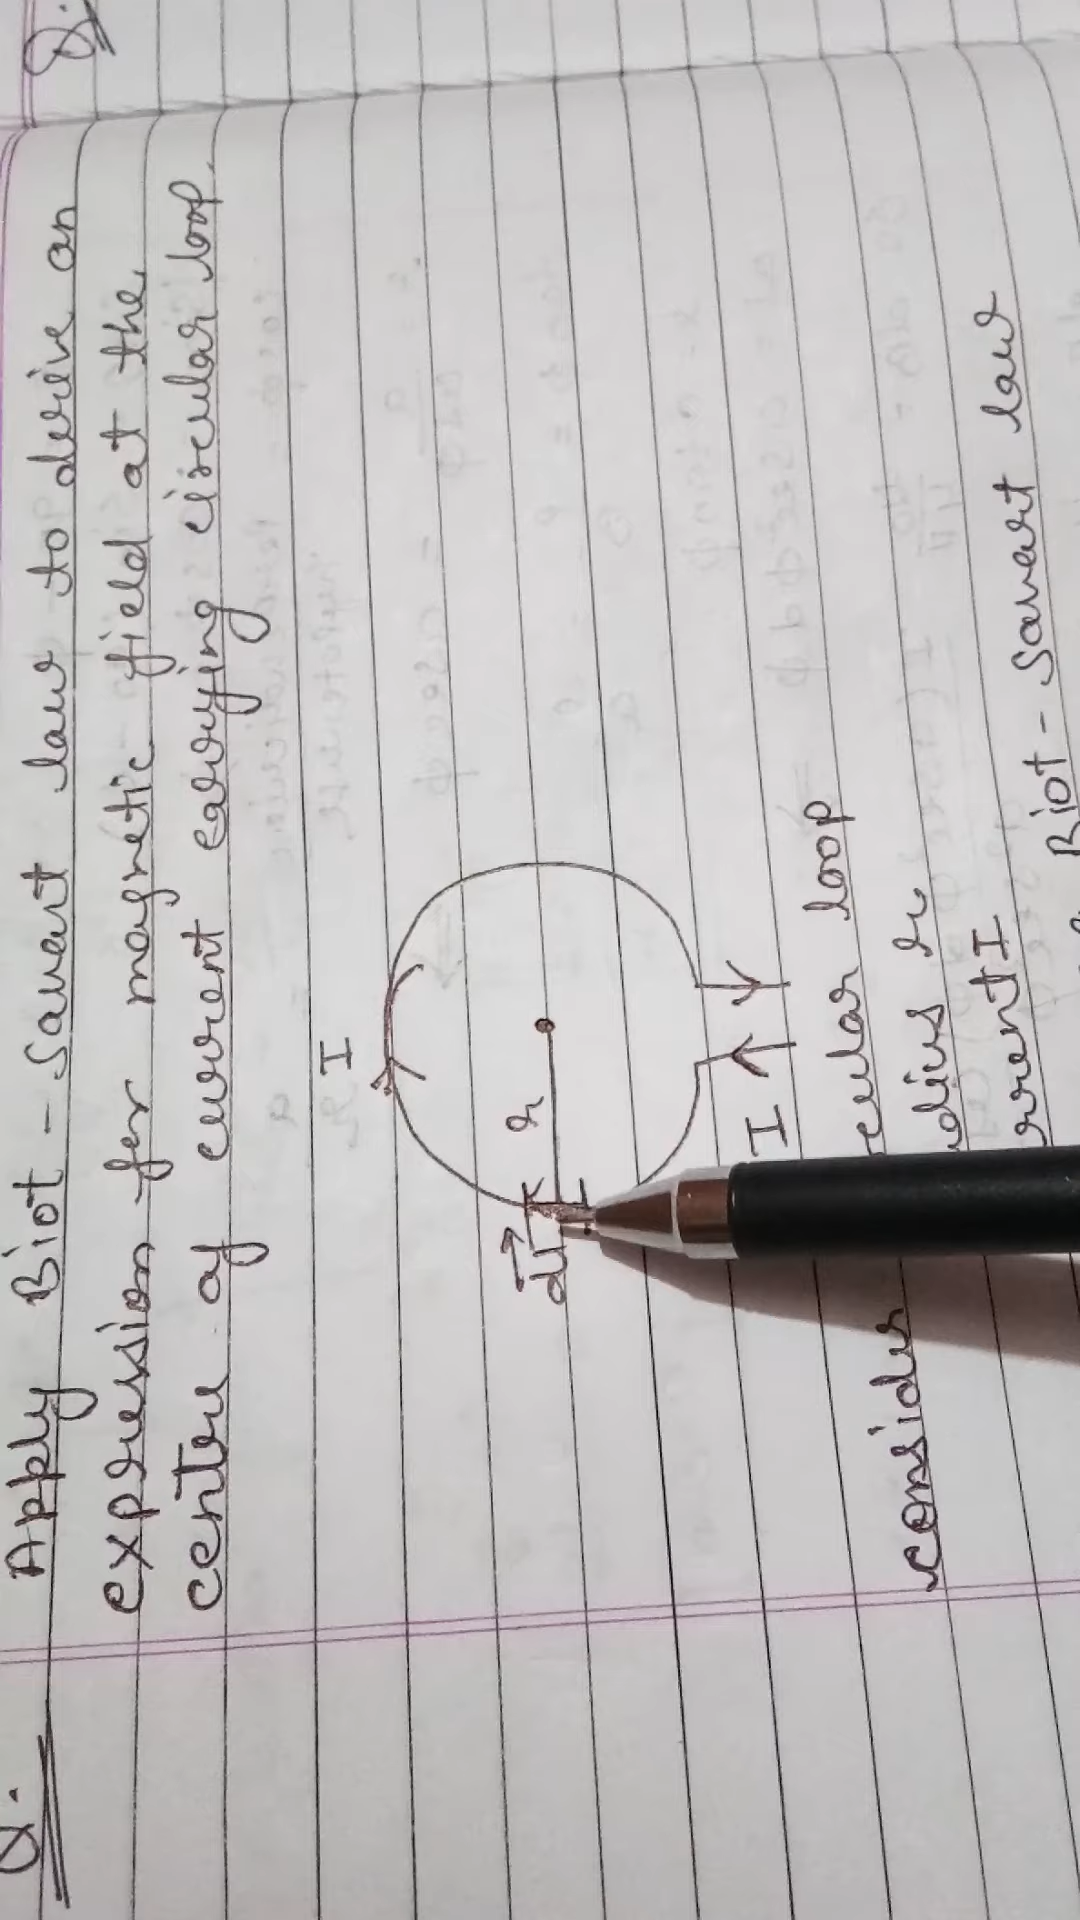 Q. Apply Biot - Savart law to derive an
expression for magnetic field at the
centre of current carrying circular loop.
I
dl
r
I
consider cular loop
dius r
rrent I
Biot - Savart law
Q.